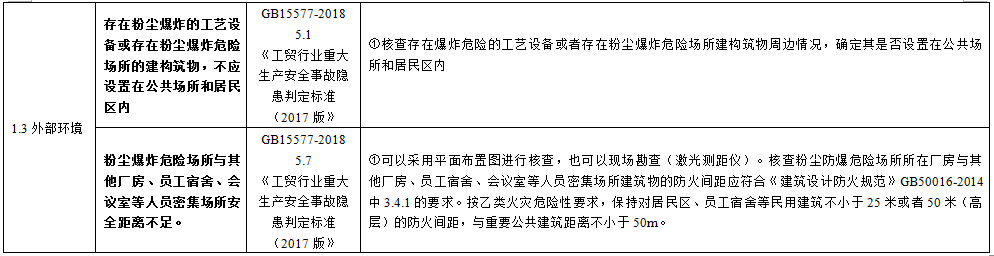 1.3 外部环境
存在粉尘爆炸的工艺设
备或存在粉尘爆炸危险
场所的建构筑物，不应
设置在公共场所和居民
区内
GB15577-2018
5.1
《工贸行业重大
生产安全事故隐
患判定标准
（2017 版》
①核查存在爆炸危险的工艺设备或者存在粉尘爆炸危险场所建构筑物周边情况，确定其是否设置在公共场
所和居民区内
粉尘爆炸危险场所与其
他厂房、员工宿舍、会
议室等人员密集场所安
全距离不足。
GB15577-2018
5.7
《工贸行业重大
生产安全事故隐
患判定标准
（2017 版》
①可以采用平面布置图进行核查，也可以现场勘查（激光测距仪）。核查粉尘防爆危险场所所在厂房与其
他厂房、员工宿舍、会议室等人员密集场所建筑物的防火间距应符合《建筑设计防火规范》GB50016-2014
中 3.4.1 的要求。按乙类火灾危险性要求，保持对居民区、员工宿舍等民用建筑不小于 25 米或者 50 米（高
层）的防火间距，与重要公共建筑距离不小于 50m。